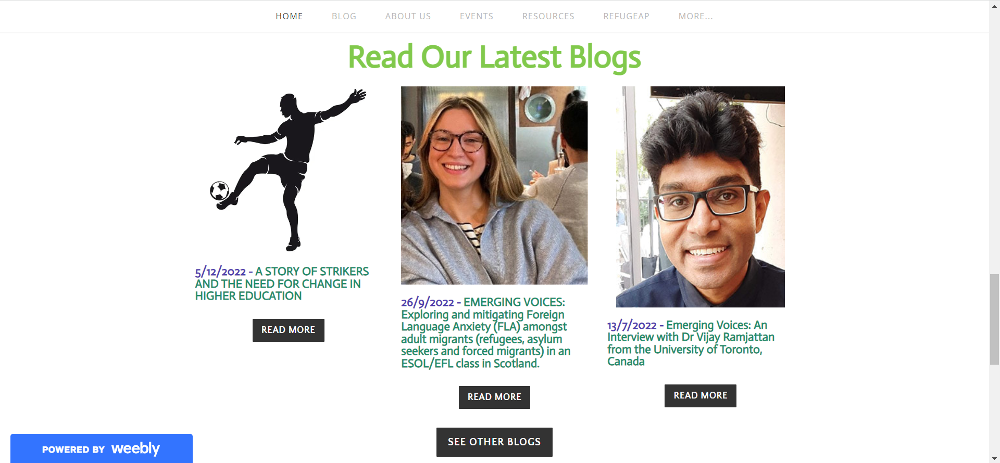 HOME BLOG ABOUT US EVENTS RESOURCES REFUGEAP MORE...
Read Our Latest Blogs
5/12/2022 - A STORY OF STRIKERS
AND THE NEED FOR CHANGE IN
HIGHER EDUCATION
READ MORE
26/9/2022 - EMERGING VOICES:
Exploring and mitigating Foreign
Language Anxiety (FLA) amongst
adult migrants (refugees, asylum
seekers and forced migrants) in an
ESOL/EFL class in Scotland.
READ MORE
13/7/2022 - Emerging Voices: An
Interview with Dr Vijay Ramjattan
from the University of Toronto,
Canada
READ MORE
SEE OTHER BLOGS
POWERED BY weebly